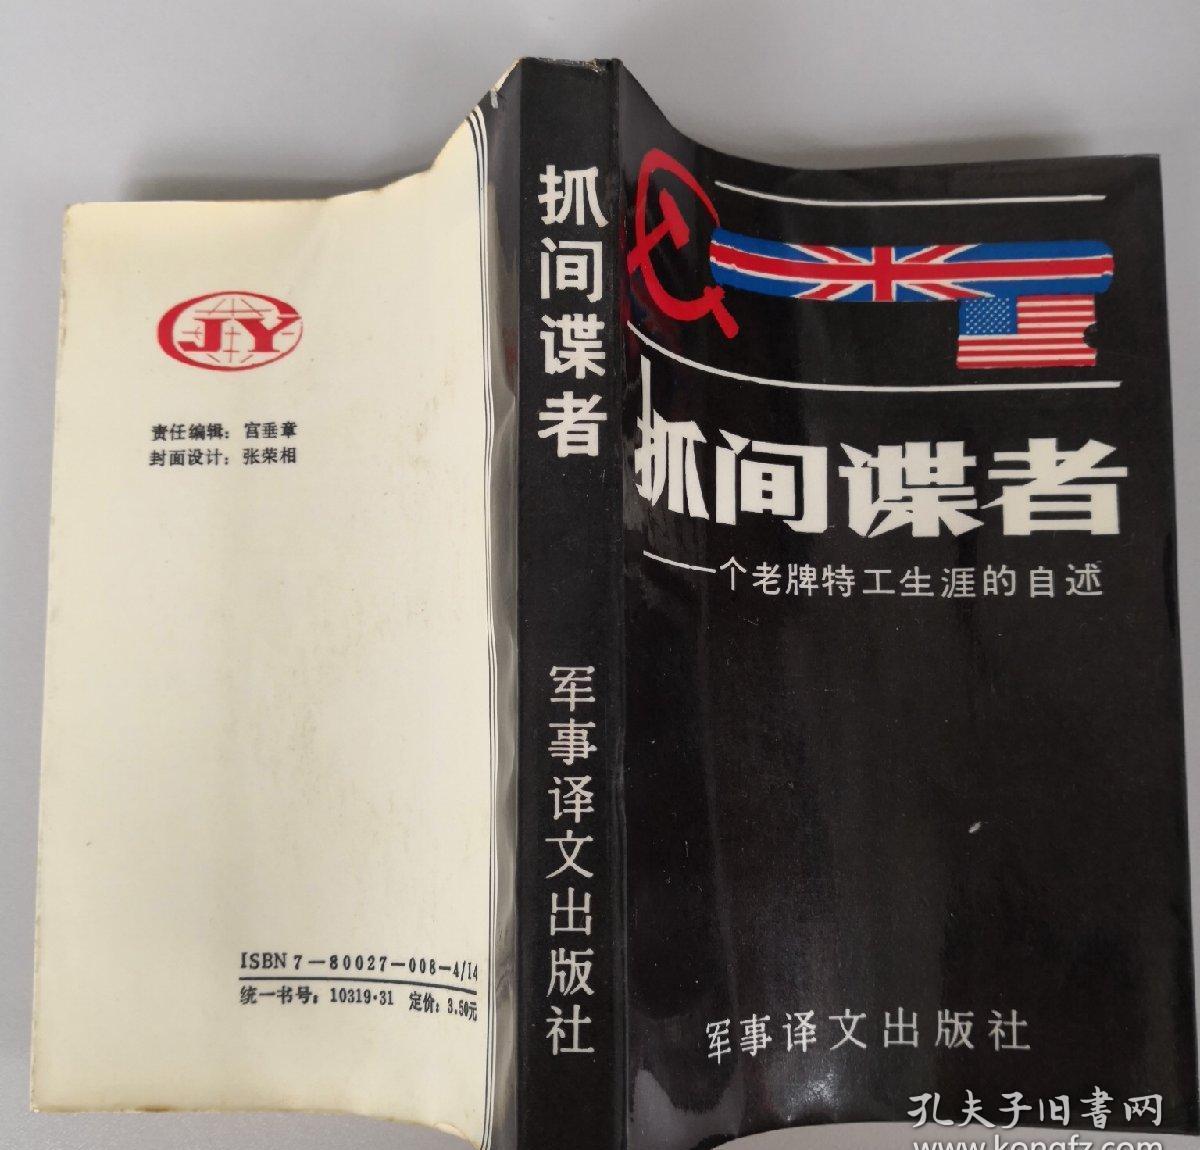 JY
责任编辑：宫垂章
封面设计：张荣相
ISBN 7—80027—008—4/I4
统一书号：10319·31 定价：3.50元
抓间谍者
军事译文出版社
抓间谍者
——个老牌特工生涯的自述
军事译文出版社
孔夫子旧书网
www.kongfz.com